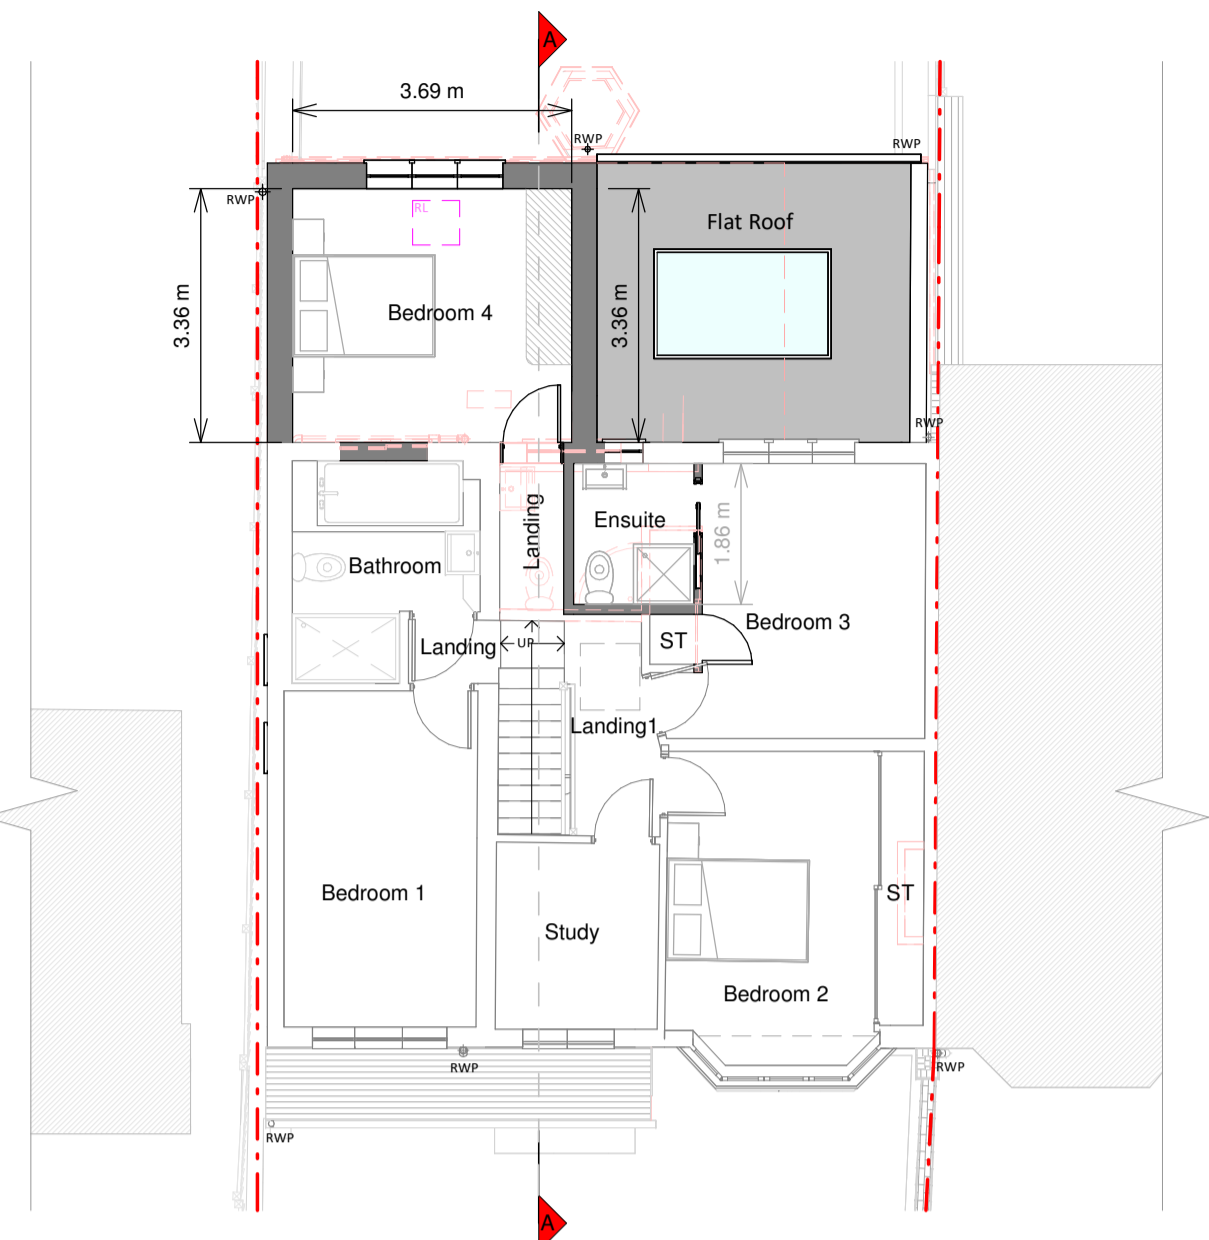 A
3.69 m
RWP
RWP
RWP
RL
Flat Roof
3.36 m
Bedroom 4
3.36 m
RWP
Landing
Ensuite
1.86 m
Bathroom
Bedroom 3
Landing
UP
ST
Landing1
Bedroom 1
Study
ST
Bedroom 2
RWP
RWP
RWP
A